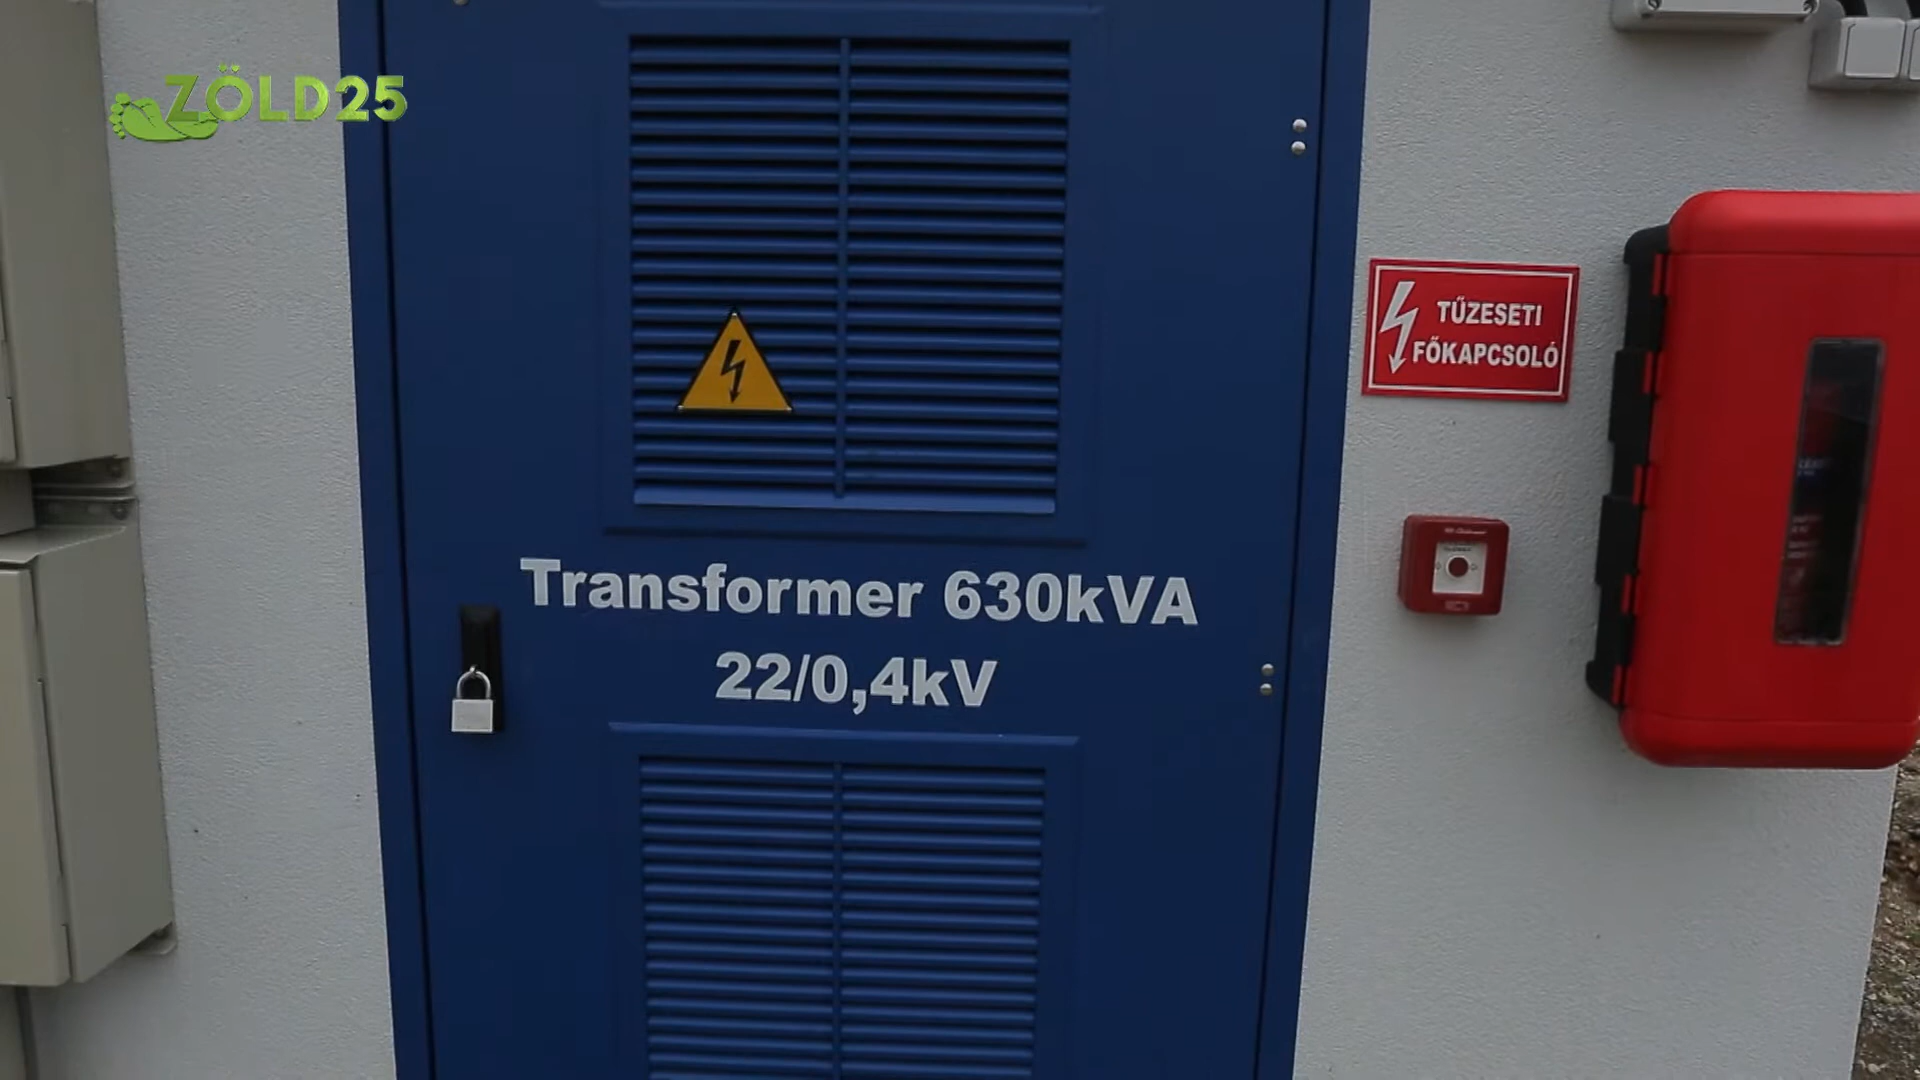 ZÖLD25
TŰZESETI
FŐKAPCSOLÓ
Transformer 630kVA
22/0,4kV